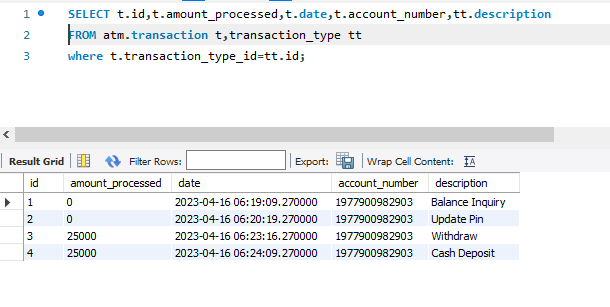 1 SELECT t.id,t.amount_processed,t.date,t.account_number,tt.description
2 FROM atm.transaction t,transaction_type tt
3 where t.transaction_type_id=tt.id;
Result Grid Filter Rows: Export: Wrap Cell Content:
id amount_processed date account_number description
1 0 2023-04-16 06:19:09.270000 1977900982903 Balance Inquiry
2 0 2023-04-16 06:20:19.270000 1977900982903 Update Pin
3 25000 2023-04-16 06:23:16.270000 1977900982903 Withdraw
4 25000 2023-04-16 06:24:09.270000 1977900982903 Cash Deposit